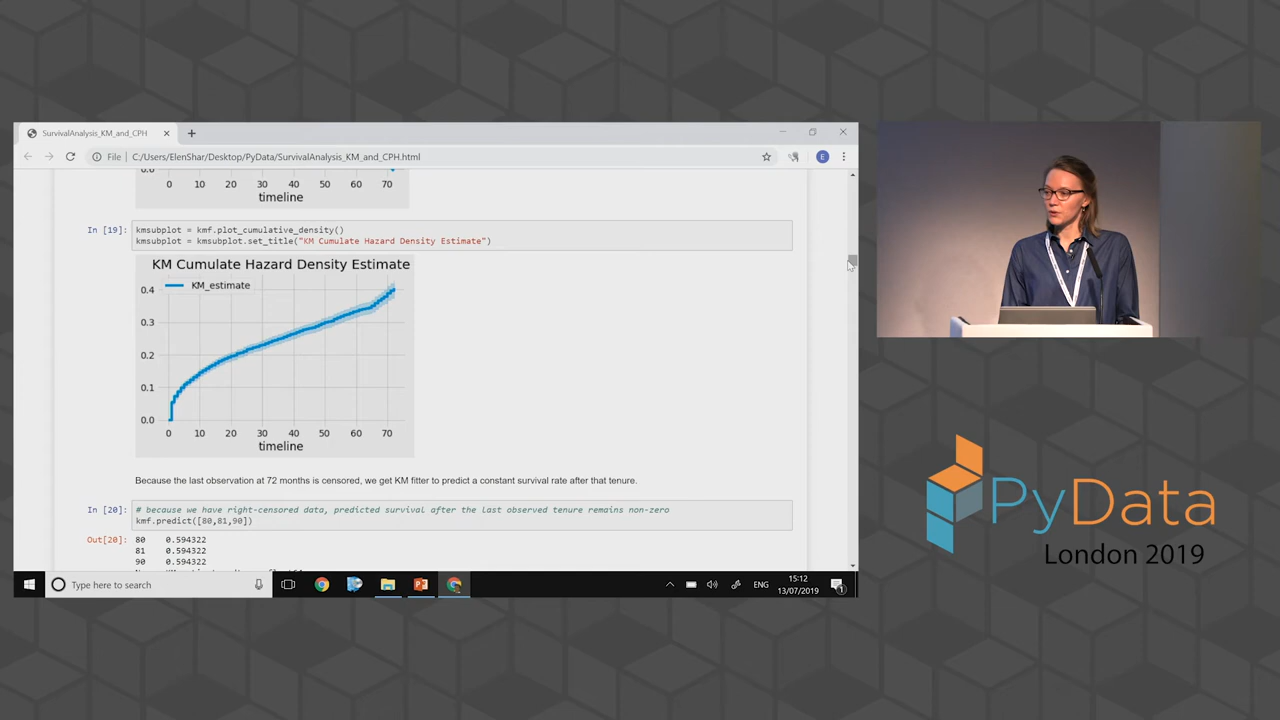 SurvivalAnalysis_KM_and_CPH
File
C:/Users/ElenShar/Desktop/PyData/SurvivalAnalysis_KM_and_CPH.html
E
0 10 20 30 40 50 60 70
timeline
In [19]:
kmsubplot = kmf.plot_cumulative_density()
kmsubplot = kmsubplot.set_title("KM Cumulate Hazard Density Estimate")
KM Cumulate Hazard Density Estimate
KM_estimate
0.4
0.3
0.2
0.1
0.0
0 10 20 30 40 50 60 70
timeline
Because the last observation at 72 months is censored, we get KM fitter to predict a constant survival rate after that tenure.
In [20]:
# because we have right-censored data, predicted survival after the last observed tenure remains non-zero
kmf.predict([80,81,90])
Out[20]:
80 0.594322
81 0.594322
90 0.594322
Type here to search
ENG
15:12
13/07/2019
1
PyData
London 2019